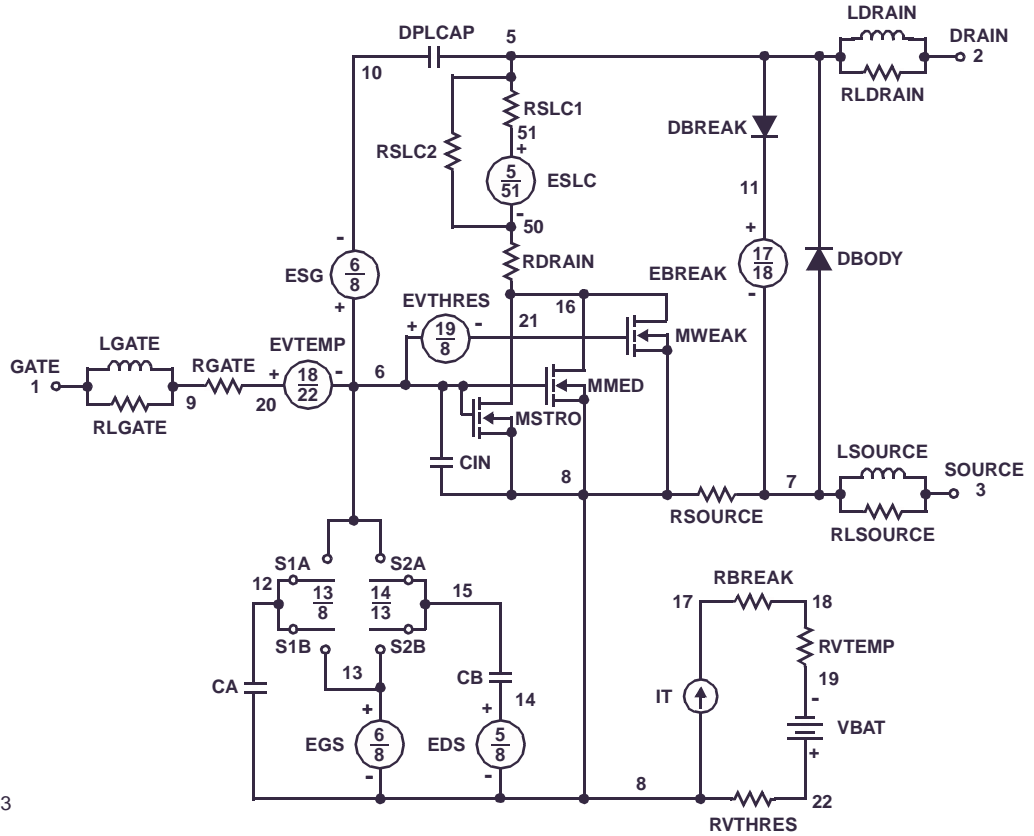 LDRAIN
DPLCAP
5
DRAIN
2
10
RLDRAIN
RSLC1
51
+
DBREAK
RSLC2
5
51
ESLC
11
-
50
+
-
RDRAIN
17
18
DBODY
ESG
6
8
EBREAK
EVTHRES
16
-
+
21
+
19
8
-
MWEAK
LGATE
EVTEMP
GATE
1
RGATE
+
18
22
-
6
MMED
9
20
MSTRO
RLGATE
CIN
LSOURCE
8
7
SOURCE
3
RSOURCE
RLSOURCE
S1A
S2A
12
13
8
14
13
15
RBREAK
17
18
S1B
S2B
RVTEMP
13
CB
19
CA
14
IT
-
+
+
VBAT
EGS
6
8
EDS
5
8
+
-
-
8
22
3
RVTHRES